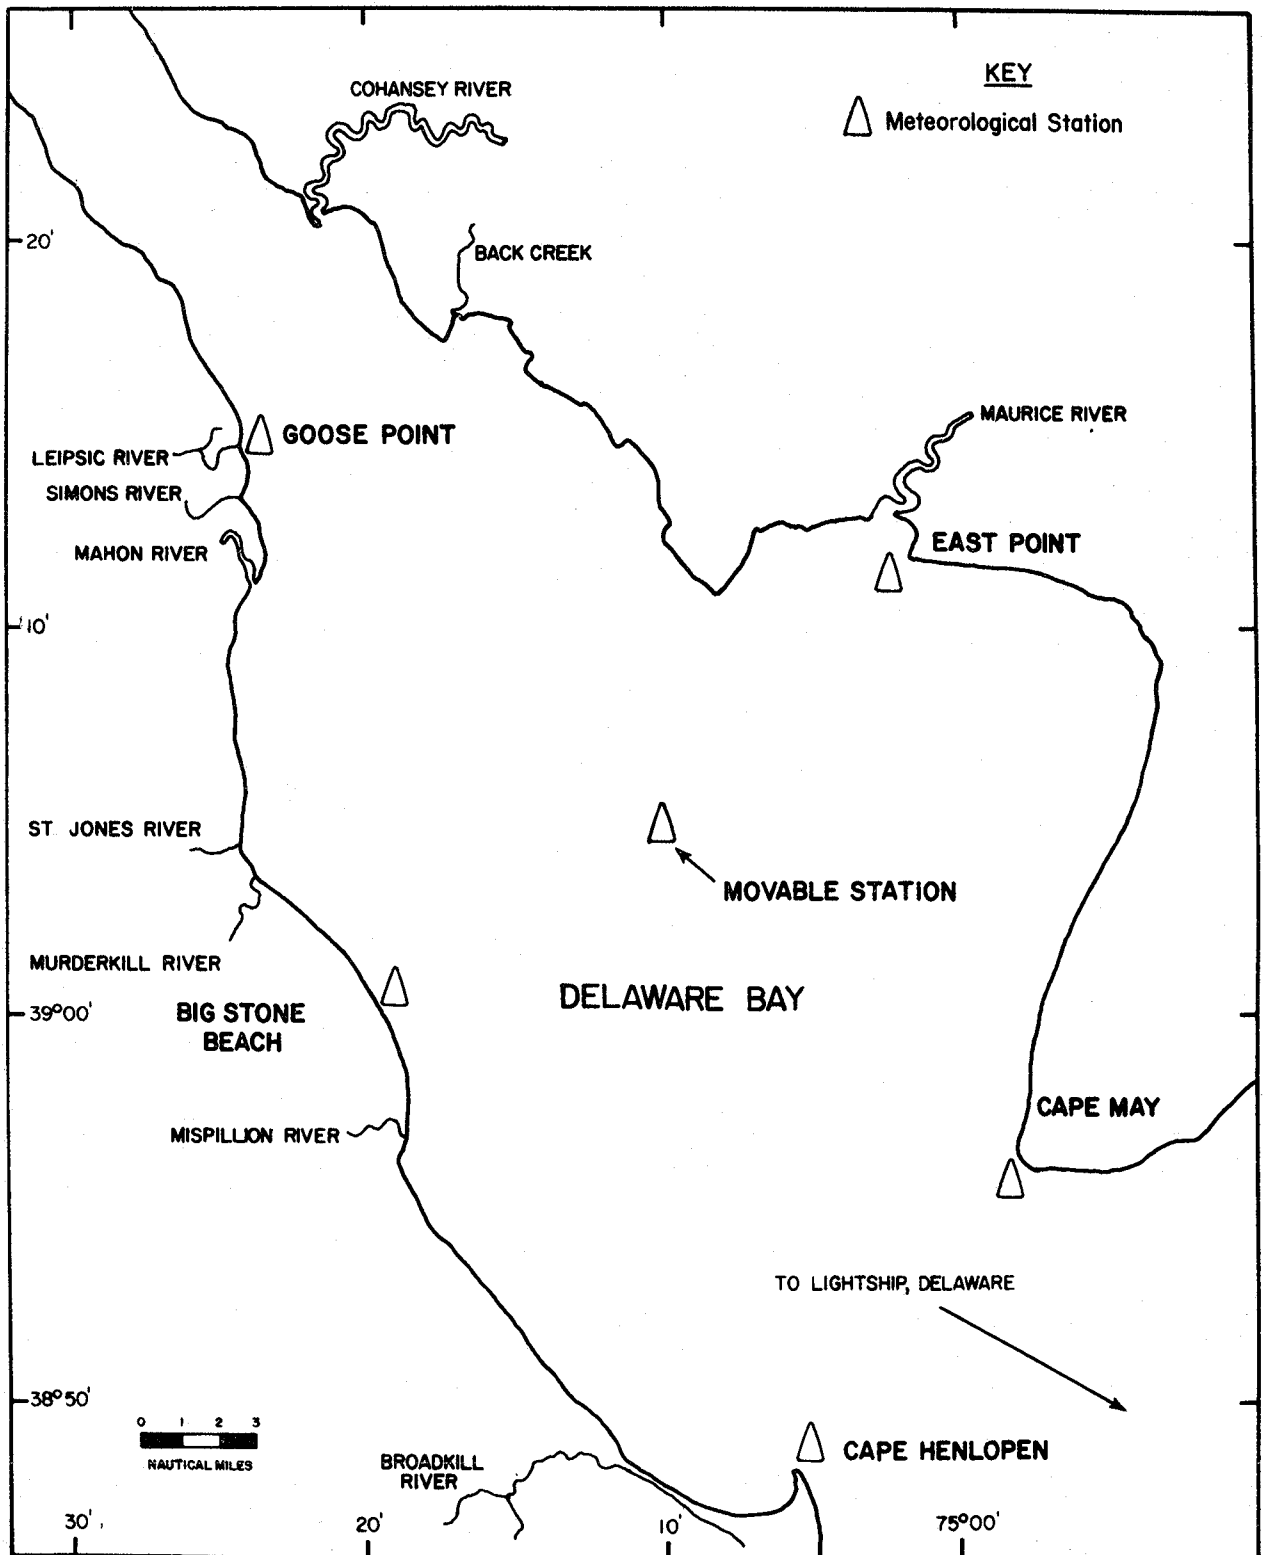 KEY
Meteorological Station
COHANSEY RIVER
20'
BACK CREEK
MAURICE RIVER
GOOSE POINT
LEIPSIC RIVER
SIMONS RIVER
EAST POINT
MAHON RIVER
10'
ST. JONES RIVER
MOVABLE STATION
MURDERKILL RIVER
DELAWARE BAY
39°00'
BIG STONE
BEACH
CAPE MAY
MISPILLION RIVER
TO LIGHTSHIP, DELAWARE
38°50'
0 1 2 3
NAUTICAL MILES
CAPE HENLOPEN
BROADKILL
RIVER
30' 20' 10' 75°00'